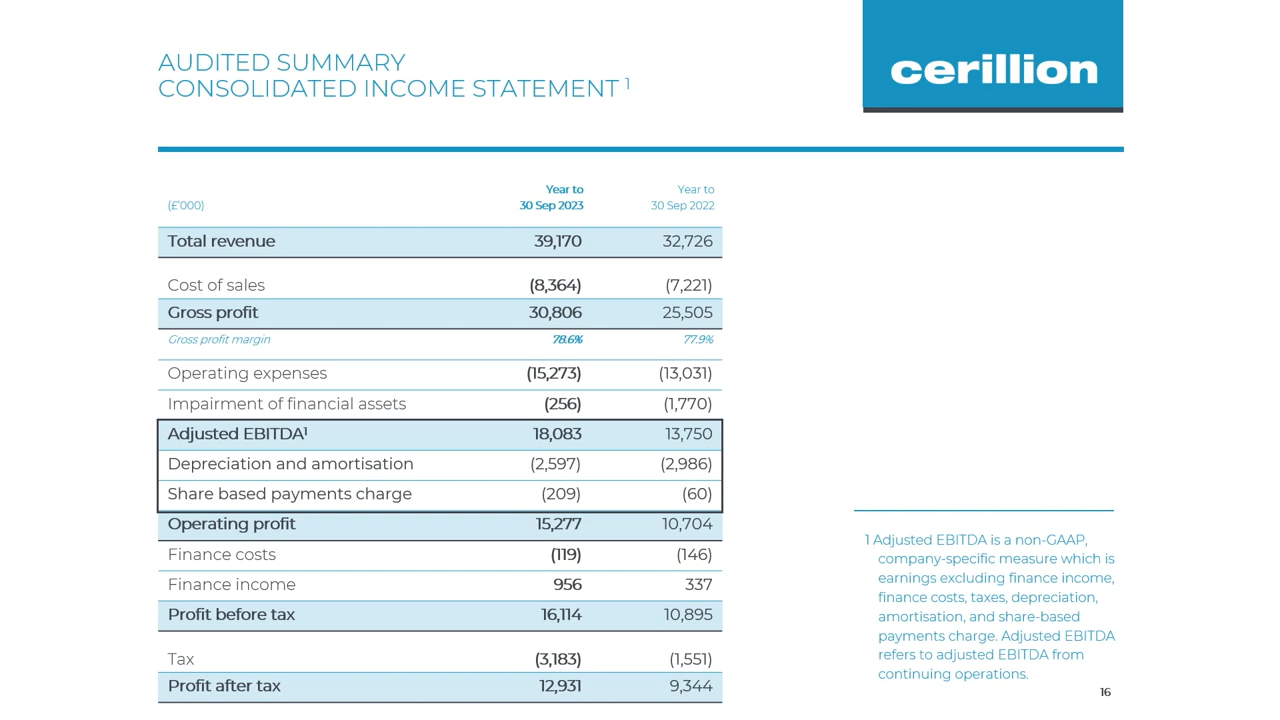 AUDITED SUMMARY
CONSOLIDATED INCOME STATEMENT 1
cerillion
(£'000) Year to 30 Sep 2023 Year to 30 Sep 2022
Total revenue 39,170 32,726
Cost of sales (8,364) (7,221)
Gross profit 30,806 25,505
Gross profit margin 78.6% 77.9%
Operating expenses (15,273) (13,031)
Impairment of financial assets (256) (1,770)
Adjusted EBITDA1 18,083 13,750
Depreciation and amortisation (2,597) (2,986)
Share based payments charge (209) (60)
Operating profit 15,277 10,704
Finance costs (119) (146)
Finance income 956 337
Profit before tax 16,114 10,895
Tax (3,183) (1,551)
Profit after tax 12,931 9,344
1 Adjusted EBITDA is a non-GAAP,
company-specific measure which is
earnings excluding finance income,
finance costs, taxes, depreciation,
amortisation, and share-based
payments charge. Adjusted EBITDA
refers to adjusted EBITDA from
continuing operations.
16